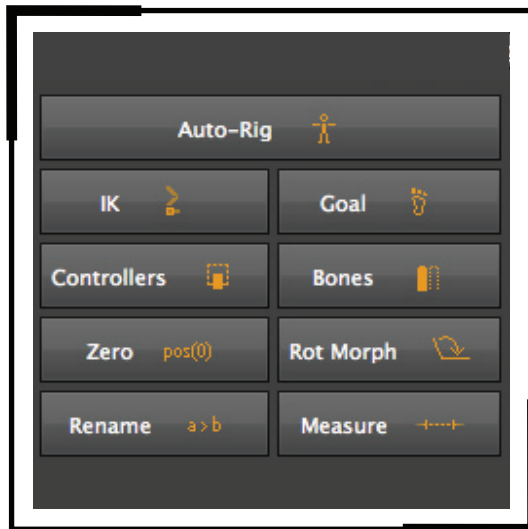 Auto-Rig
IK Goal
Controllers Bones
Zero pos(0) Rot Morph
Rename a>b Measure